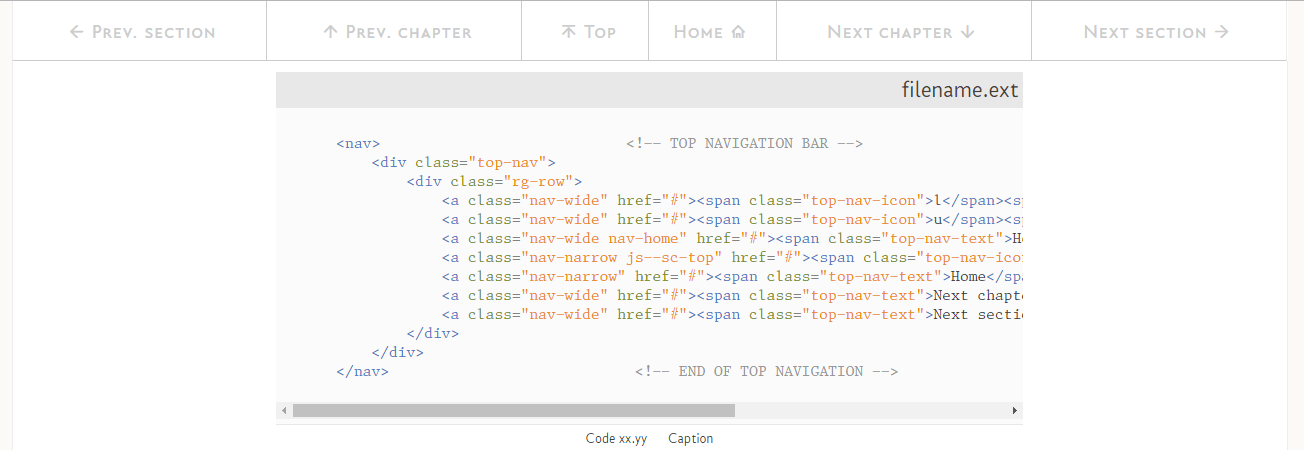 ← Prev. section ↑ Prev. chapter Top Home Next chapter ↓ Next section →
filename.ext
<nav> <!-- TOP NAVIGATION BAR -->
<div class="top-nav">
<div class="rg-row">
<a class="nav-wide" href="#"><span class="top-nav-icon">l</span><s
<a class="nav-wide" href="#"><span class="top-nav-icon">u</span><s
<a class="nav-wide nav-home" href="#"><span class="top-nav-text">H
<a class="nav-narrow js--sc-top" href="#"><span class="top-nav-ico
<a class="nav-narrow" href="#"><span class="top-nav-text">Home</sp
<a class="nav-wide" href="#"><span class="top-nav-text">Next chapt
<a class="nav-wide" href="#"><span class="top-nav-text">Next secti
</div>
</div>
</nav> <!-- END OF TOP NAVIGATION -->
Code xx.yy Caption